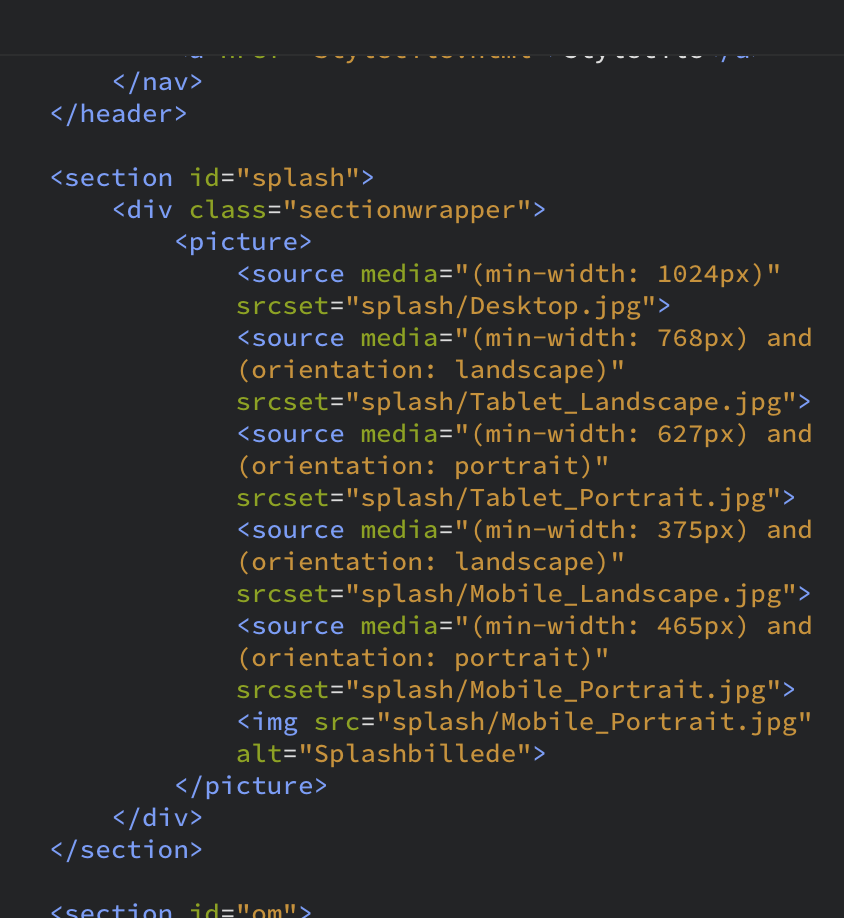 </nav>
</header>
<section id="splash">
<div class="sectionwrapper">
<picture>
<source media="(min-width: 1024px)"
srcset="splash/Desktop.jpg">
<source media="(min-width: 768px) and
(orientation: landscape)"
srcset="splash/Tablet_Landscape.jpg">
<source media="(min-width: 627px) and
(orientation: portrait)"
srcset="splash/Tablet_Portrait.jpg">
<source media="(min-width: 375px) and
(orientation: landscape)"
srcset="splash/Mobile_Landscape.jpg">
<source media="(min-width: 465px) and
(orientation: portrait)"
srcset="splash/Mobile_Portrait.jpg">
<img src="splash/Mobile_Portrait.jpg"
alt="Splashbillede">
</picture>
</div>
</section>
<section id="om">